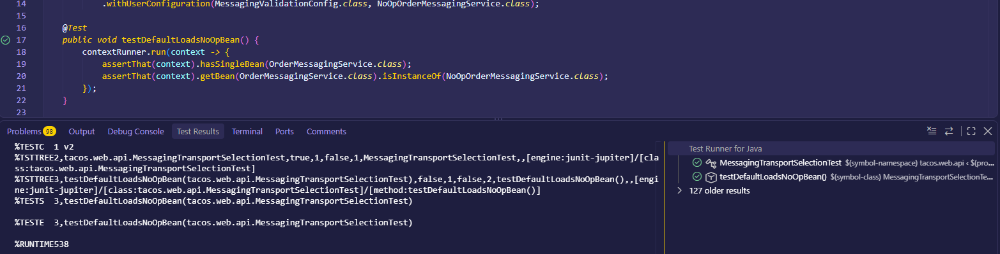 14 .withUserConfiguration(MessagingValidationConfig.class, NoOpOrderMessagingService.class);
15
16 @Test
17 public void testDefaultLoadsNoOpBean() {
18 contextRunner.run(context -> {
19 assertThat(context).hasSingleBean(OrderMessagingService.class);
20 assertThat(context).getBean(OrderMessagingService.class).isInstanceOf(NoOpOrderMessagingService.class);
21 });
22 }
23
Problems 98 Output Debug Console Test Results Terminal Ports Comments
%TESTC 1 v2
%TSTTREE2,tacos.web.api.MessagingTransportSelectionTest,true,1,false,1,MessagingTransportSelectionTest,,[engine:junit-jupiter]/[cla
ss:tacos.web.api.MessagingTransportSelectionTest]
%TSTTREE3,testDefaultLoadsNoOpBean(tacos.web.api.MessagingTransportSelectionTest),false,1,false,2,testDefaultLoadsNoOpBean(),,[engi
ne:junit-jupiter]/[class:tacos.web.api.MessagingTransportSelectionTest]/[method:testDefaultLoadsNoOpBean()]
%TESTS 3,testDefaultLoadsNoOpBean(tacos.web.api.MessagingTransportSelectionTest)
%TESTE 3,testDefaultLoadsNoOpBean(tacos.web.api.MessagingTransportSelectionTest)
%RUNTIME538
Test Runner for Java
MessagingTransportSelectionTest $(symbol-namespace) tacos.web.api < $(pro...
testDefaultLoadsNoOpBean() $(symbol-class) MessagingTransportSelectionTe...
127 older results